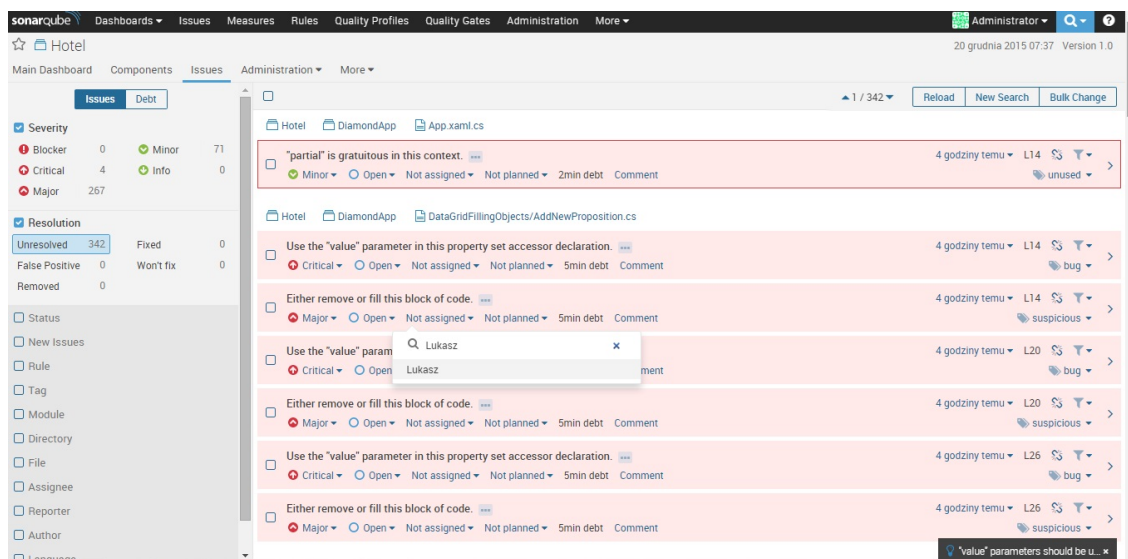 sonarqube Dashboards Issues Measures Rules Quality Profiles Quality Gates Administration More Administrator
Hotel 20 grudnia 2015 07:37 Version 1.0
Main Dashboard Components Issues Administration More
Issues Debt 1 / 342 Reload New Search Bulk Change
Severity
Blocker 0 Minor 71
Critical 4 Info 0
Major 267
Resolution
Unresolved 342 Fixed 0
False Positive 0 Won't fix 0
Removed 0
Status
New Issues
Rule
Tag
Module
Directory
File
Assignee
Reporter
Author
Language
Hotel DiamondApp App.xaml.cs
"partial" is gratuitous in this context. 4 godziny temu L14
Minor Open Not assigned Not planned 2min debt Comment unused
Hotel DiamondApp DataGridFillingObjects/AddNewProposition.cs
Use the "value" parameter in this property set accessor declaration. 4 godziny temu L14
Critical Open Not assigned Not planned 5min debt Comment bug
Either remove or fill this block of code. 4 godziny temu L14
Major Open Not assigned Not planned 5min debt Comment suspicious
Lukasz
Lukasz
Use the "value" param 4 godziny temu L20
Critical Open ment bug
Either remove or fill this block of code. 4 godziny temu L20
Major Open Not assigned Not planned 5min debt Comment suspicious
Use the "value" parameter in this property set accessor declaration. 4 godziny temu L26
Critical Open Not assigned Not planned 5min debt Comment bug
Either remove or fill this block of code. 4 godziny temu L26
Major Open Not assigned Not planned 5min debt Comment suspicious
"value" parameters should be u...